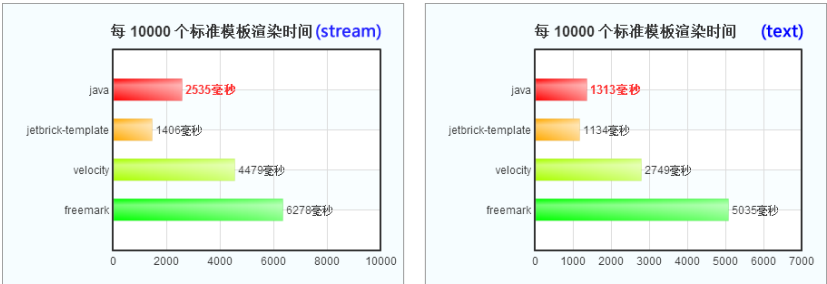 每 10000 个标准模板渲染时间 (stream)
java 2535毫秒
jetbrick-template 1406毫秒
velocity 4479毫秒
freemark 6278毫秒
0 2000 4000 6000 8000 10000
每 10000 个标准模板渲染时间 (text)
java 1313毫秒
jetbrick-template 1134毫秒
velocity 2749毫秒
freemark 5035毫秒
0 1000 2000 3000 4000 5000 6000 7000